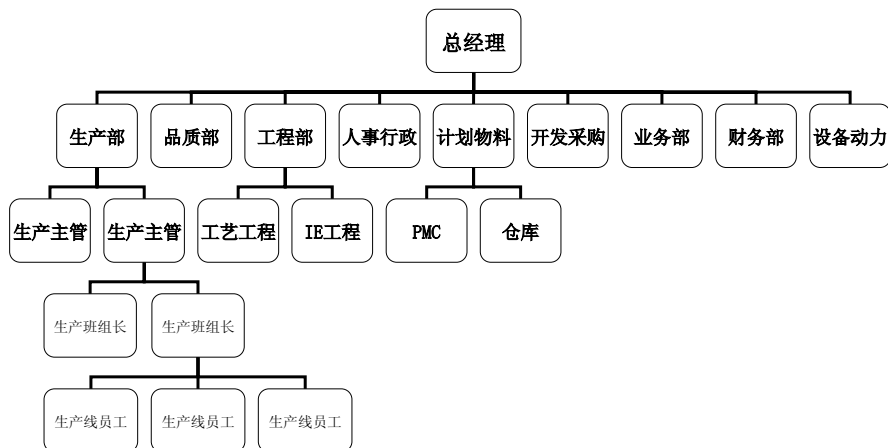 总经理
生产部
品质部
工程部
人事行政
计划物料
开发采购
业务部
财务部
设备动力
生产主管
生产主管
工艺工程
IE工程
PMC
仓库
生产班组长
生产班组长
生产线员工
生产线员工
生产线员工